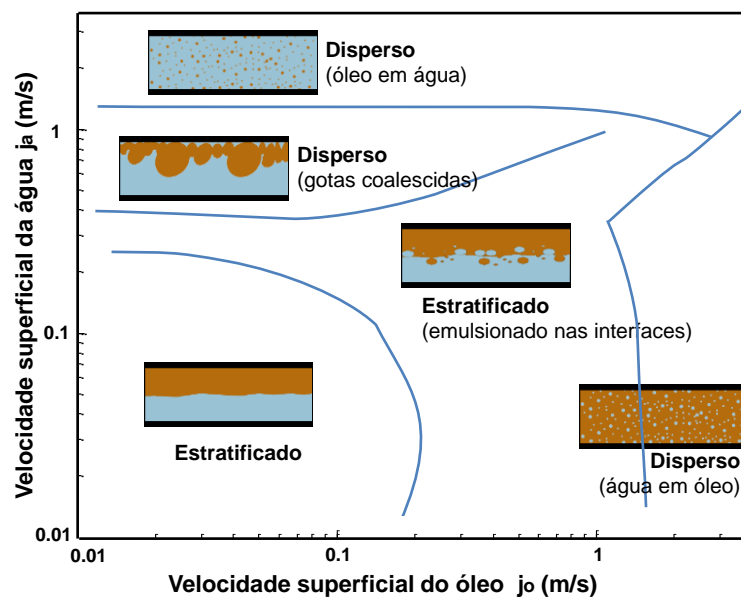 Disperso
(óleo em água)
Disperso
(gotas coalescidas)
Estratificado
(emulsionado nas interfaces)
Estratificado
Disperso
(água em óleo)
Velocidade superficial da água ja (m/s)
1
0.1
0.01
0.01
0.1
1
Velocidade superficial do óleo jo (m/s)